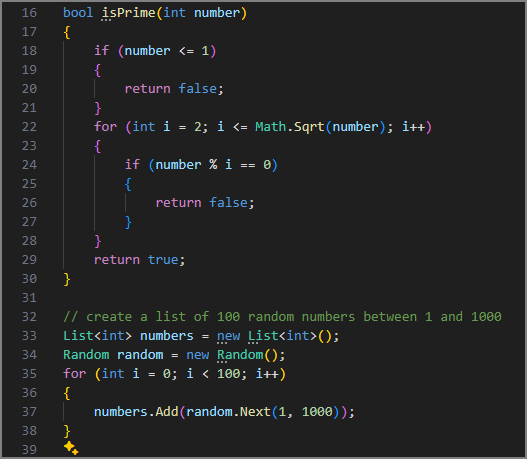 16 bool isPrime(int number)
17 {
18     if (number <= 1)
19     {
20         return false;
21     }
22     for (int i = 2; i <= Math.Sqrt(number); i++)
23     {
24         if (number % i == 0)
25         {
26             return false;
27         }
28     }
29     return true;
30 }
31
32 // create a list of 100 random numbers between 1 and 1000
33 List<int> numbers = new List<int>();
34 Random random = new Random();
35 for (int i = 0; i < 100; i++)
36 {
37     numbers.Add(random.Next(1, 1000));
38 }
39